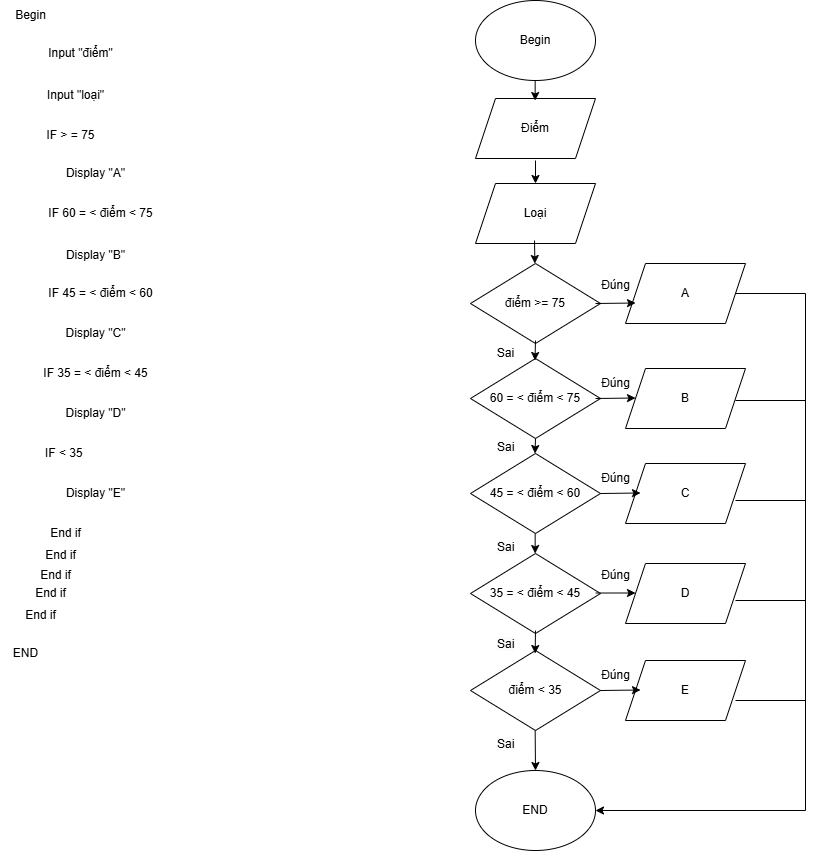 Begin
Input "điểm"
Input "loại"
IF > = 75
Display "A"
IF 60 = < điểm < 75
Display "B"
IF 45 = < điểm < 60
Display "C"
IF 35 = < điểm < 45
Display "D"
IF < 35
Display "E"
End if
End if
End if
End if
End if
END
Begin
Điểm
Loại
điểm >= 75
Đúng
A
Sai
60 = < điểm < 75
Đúng
B
Sai
45 = < điểm < 60
Đúng
C
Sai
35 = < điểm < 45
Đúng
D
Sai
điểm < 35
Đúng
E
Sai
END